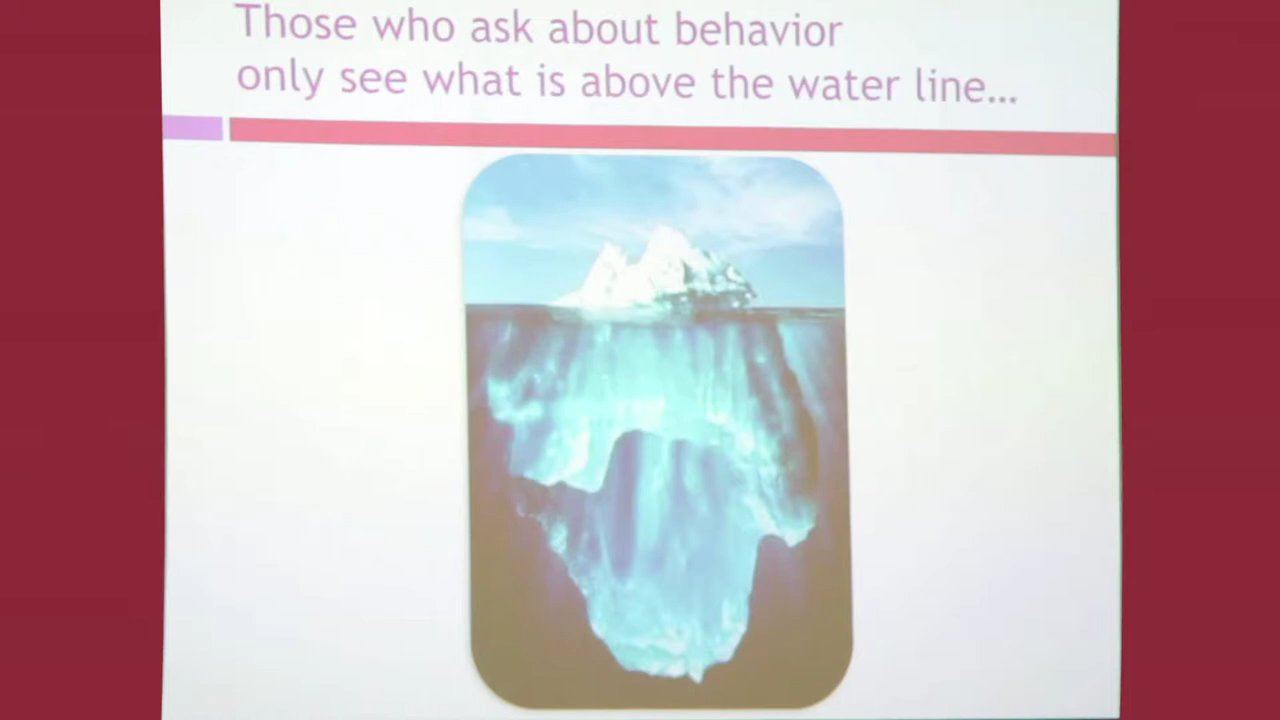 Those who ask about behavior
only see what is above the water line...